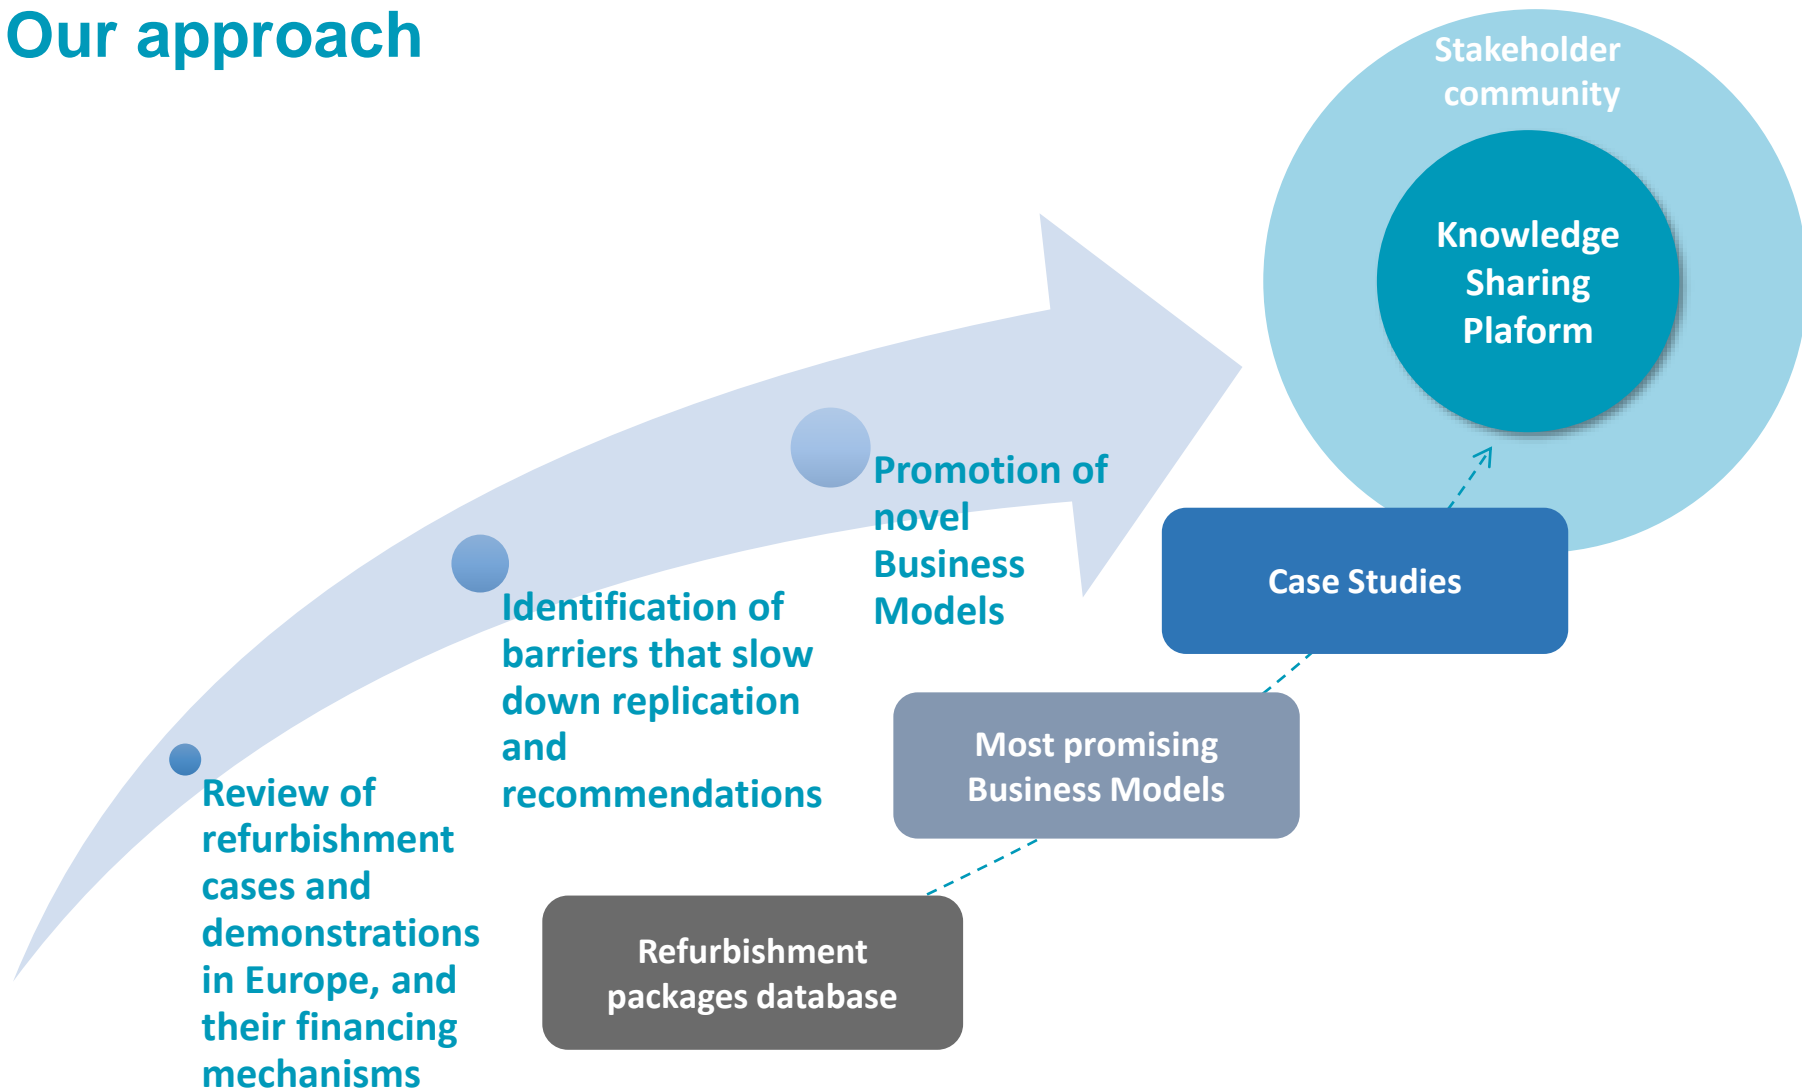 Our approach
Stakeholder
community
Knowledge
Sharing
Plaform
Promotion of
novel
Business
Models
Identification of
barriers that slow
down replication
and
recommendations
Review of
refurbishment
cases and
demonstrations
in Europe, and
their financing
mechanisms
Case Studies
Most promising
Business Models
Refurbishment
packages database